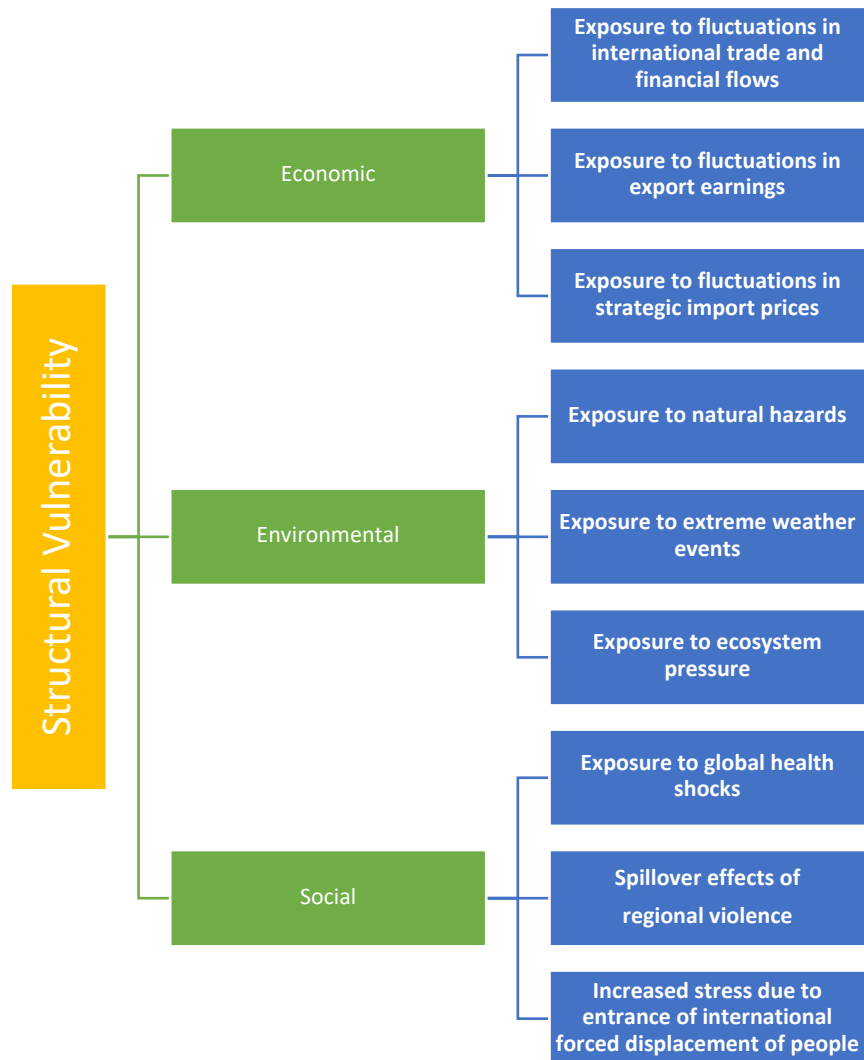 Structural Vulnerability
Economic
Exposure to fluctuations in
international trade and
financial flows
Exposure to fluctuations in
export earnings
Exposure to fluctuations in
strategic import prices
Environmental
Exposure to natural hazards
Exposure to extreme weather
events
Exposure to ecosystem
pressure
Social
Exposure to global health
shocks
Spillover effects of
regional violence
Increased stress due to
entrance of international
forced displacement of people